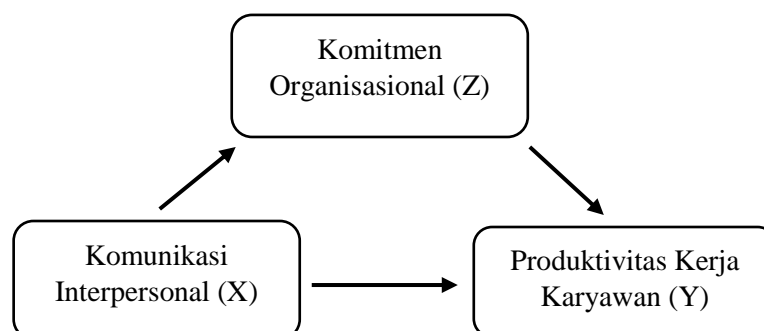 Komitmen
Organisasional (Z)
Komunikasi
Interpersonal (X)
Produktivitas Kerja
Karyawan (Y)